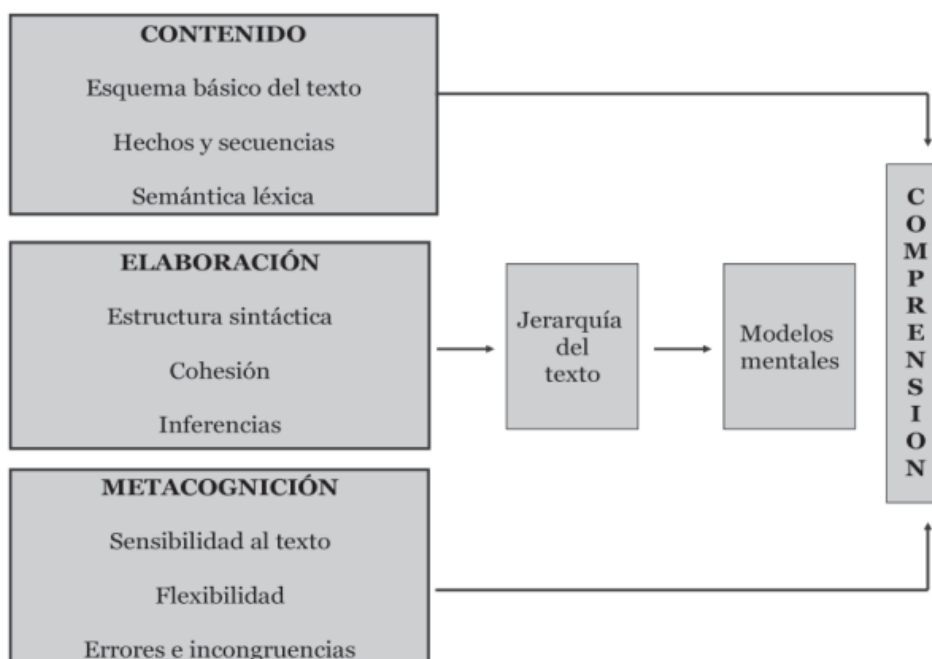 CONTENIDO
Esquema básico del texto
Hechos y secuencias
Semántica léxica
ELABORACIÓN
Estructura sintáctica
Cohesión
Inferencias
METACOGNICIÓN
Sensibilidad al texto
Flexibilidad
Errores e incongruencias
Jerarquía
del
texto
Modelos
mentales
COMPRENSION